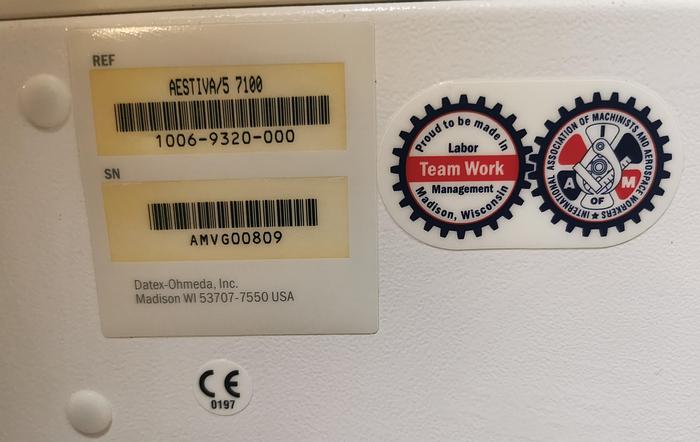 REF
AESTIVA/5 7100
1006-9320-000
SN
AMVG00809
Datex-Ohmeda, Inc.
Madison WI 53707-7550 USA
CE
0197
Proud to be made in
Labor
Team Work
Management
Madison, Wisconsin
INTERNATIONAL ASSOCIATION OF MACHINISTS AND AEROSPACE WORKERS
I
A M
OF